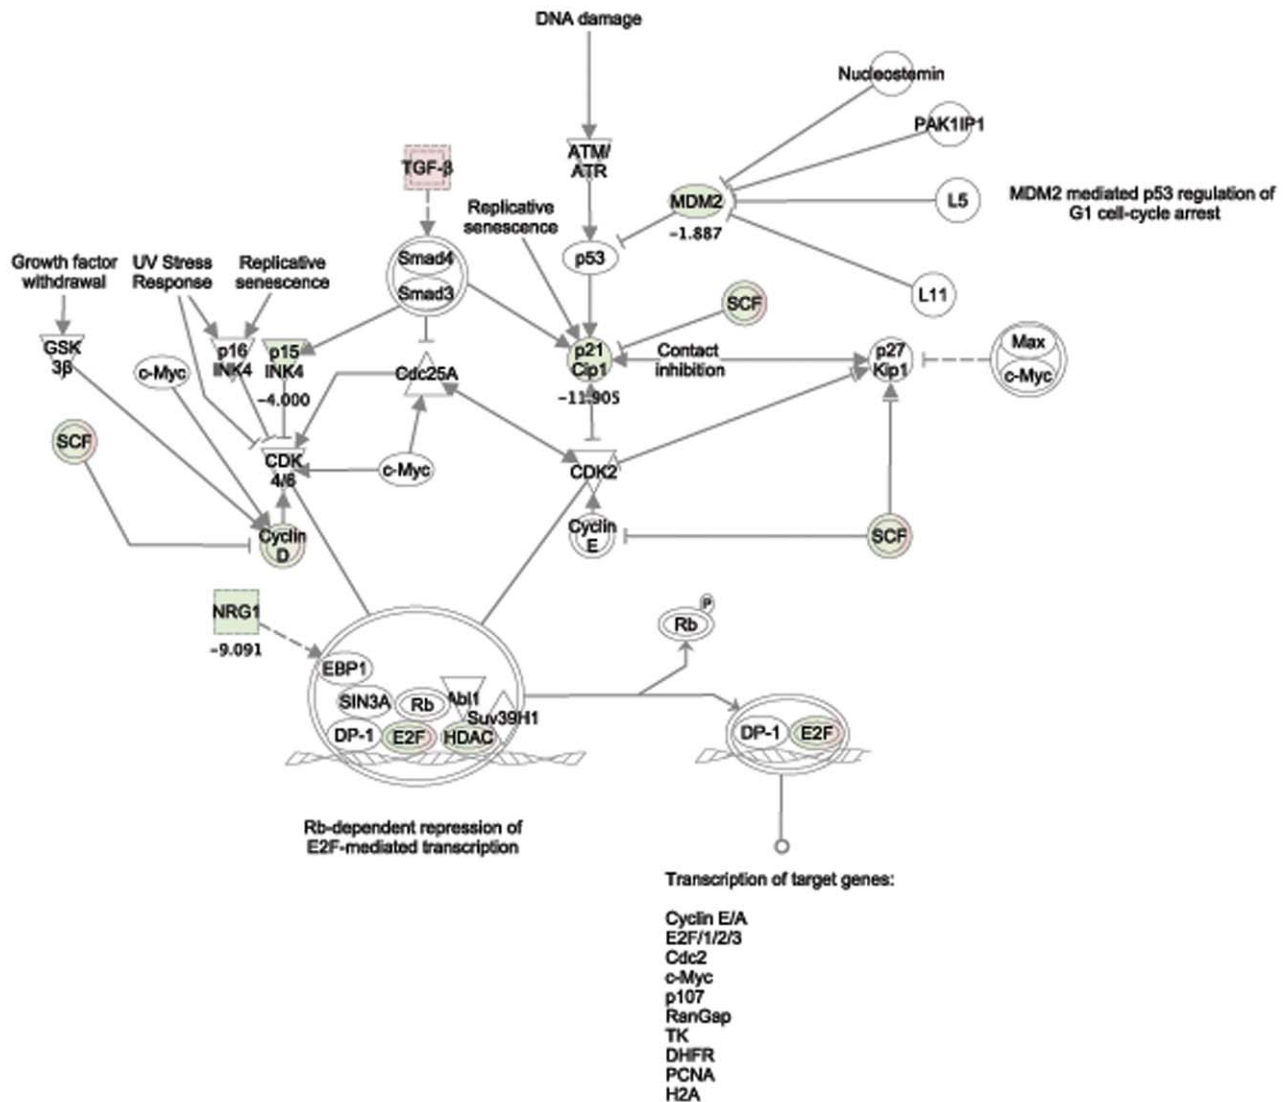 DNA damage
Nucleostemin
PAK1IP1
ATM/
ATR
TGF-β
MDM2
-1.887
L5
MDM2 mediated p53 regulation of
G1 cell-cycle arrest
Replicative
senescence
p53
Smad4
Smad3
Growth factor
withdrawal
UV Stress
Response
Replicative
senescence
L11
SCF
GSK
3β
c-Myc
p16
INK4
p15
INK4
-4.000
Cdc25A
p21
Cip1
-11.905
Contact
inhibition
p27
Kip1
Max
c-Myc
SCF
CDK
4/6
c-Myc
CDK2
Cyclin
D
Cyclin
E
SCF
NRG1
-9.091
P
Rb
EBP1
SIN3A
Rb
Abl1
Suv39H1
DP-1
E2F
HDAC
DP-1
E2F
Rb-dependent repression of
E2F-mediated transcription
Transcription of target genes:
Cyclin E/A
E2F/1/2/3
Cdc2
c-Myc
p107
RanGap
TK
DHFR
PCNA
H2A